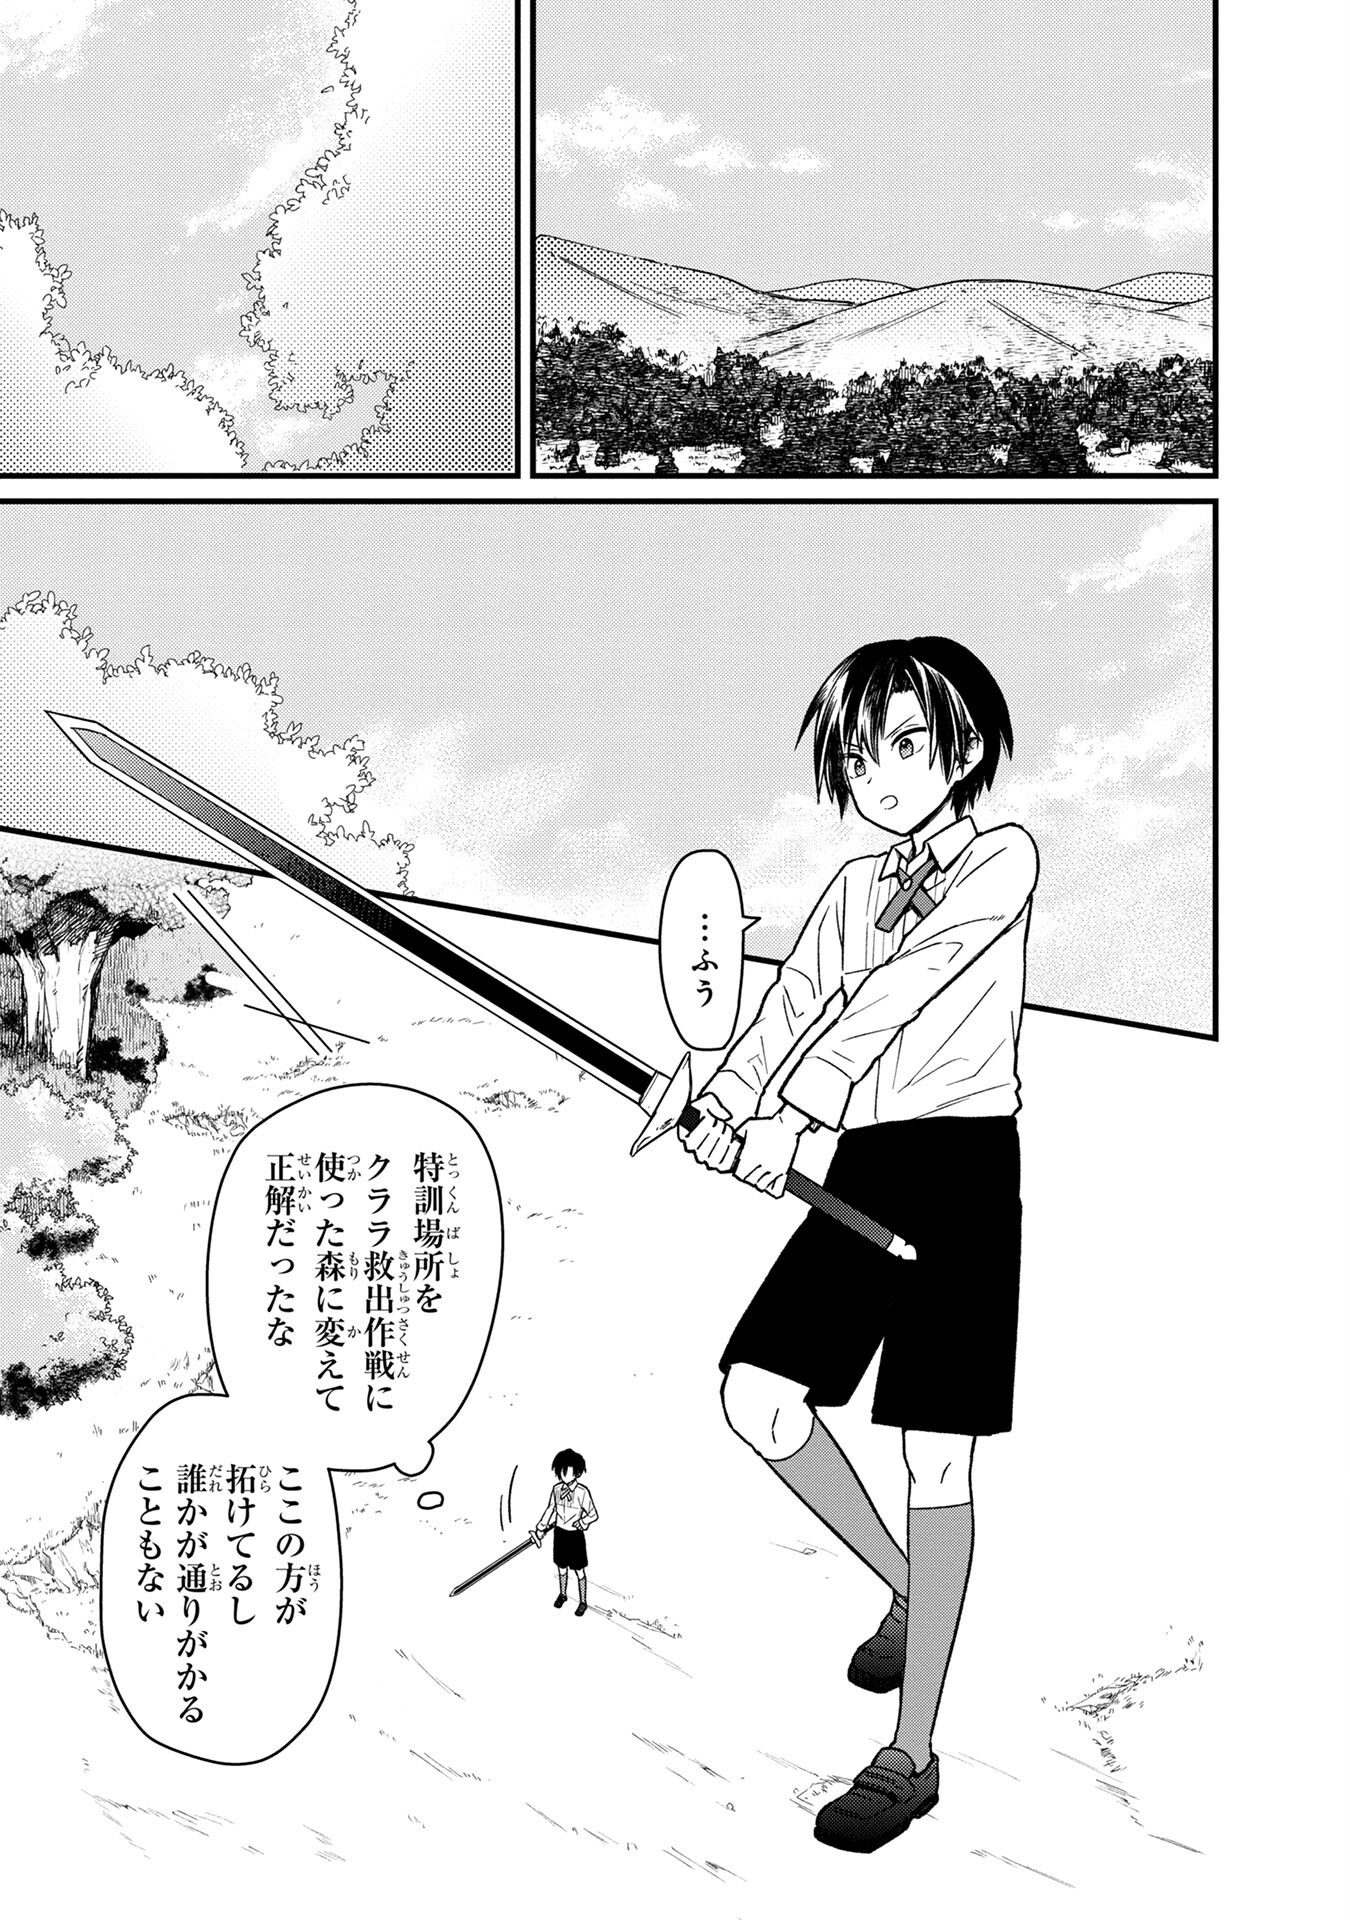 …ふう
特訓場所を
クララ救出作戦に
使った森に変えて
正解だったな
ここの方が
拓けてるし
誰かが通りがかる
こともない